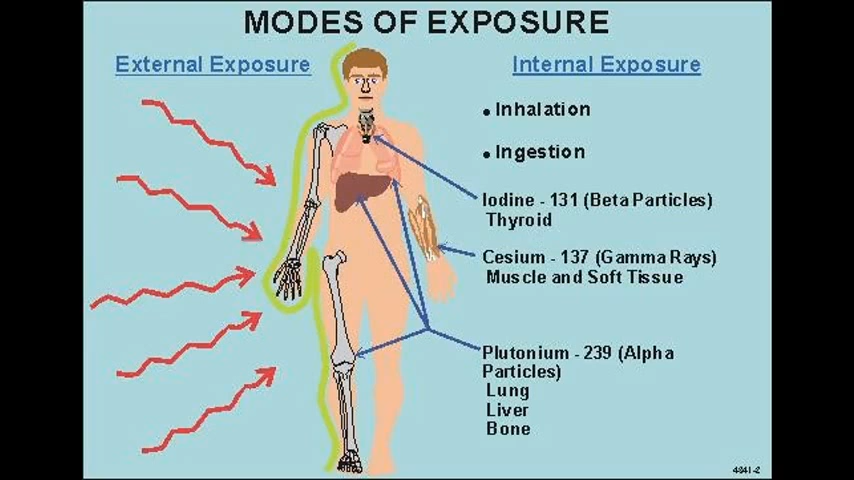 MODES OF EXPOSURE
External Exposure
Internal Exposure
• Inhalation
• Ingestion
Iodine - 131 (Beta Particles)
Thyroid
Cesium - 137 (Gamma Rays)
Muscle and Soft Tissue
Plutonium - 239 (Alpha
Particles)
Lung
Liver
Bone
4841-2